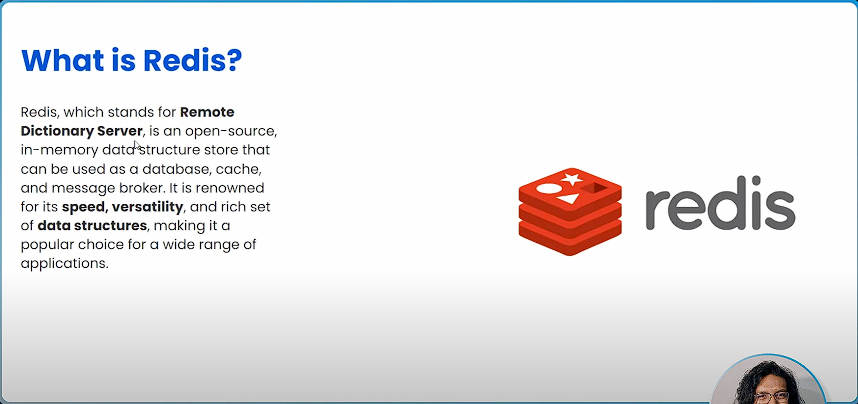 What is Redis?
Redis, which stands for Remote
Dictionary Server, is an open-source,
in-memory data structure store that
can be used as a database, cache,
and message broker. It is renowned
for its speed, versatility, and rich set
of data structures, making it a
popular choice for a wide range of
applications.
redis